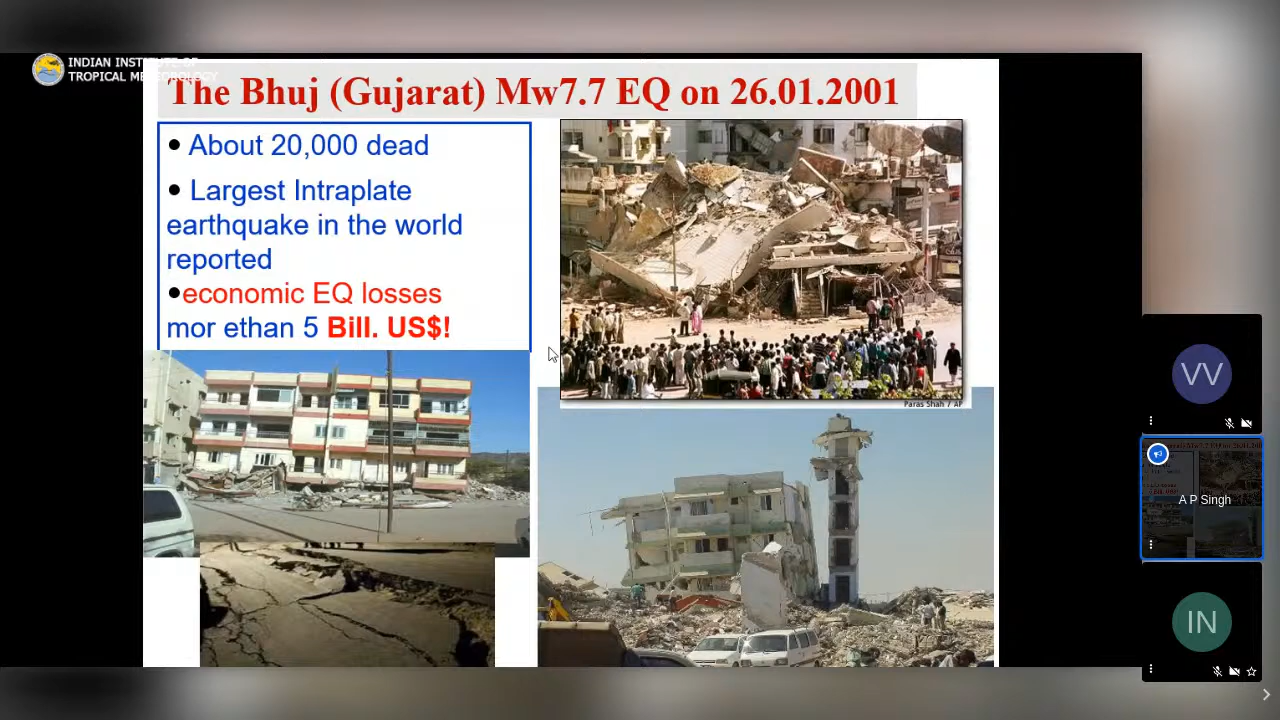 INDIAN INSTITUTE OF
TROPICAL METEOROLOGY
The Bhuj (Gujarat) Mw7.7 EQ on 26.01.2001
• About 20,000 dead
• Largest Intraplate
earthquake in the world
reported
•economic EQ losses
mor ethan 5 Bill. US$!
Paras Shah / AP
VV
A P Singh
IN